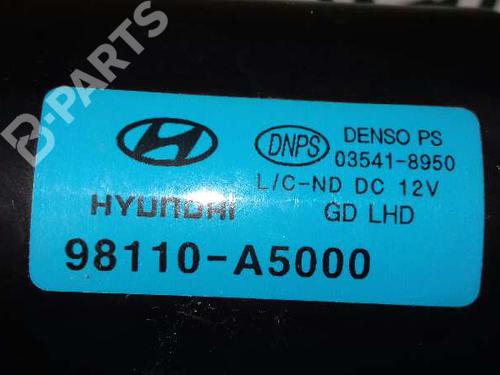 B-PARTS
DNPS
DENSO PS
03541-8950
L/C-ND DC 12V
HYUNDAI
GD LHD
98110-A5000